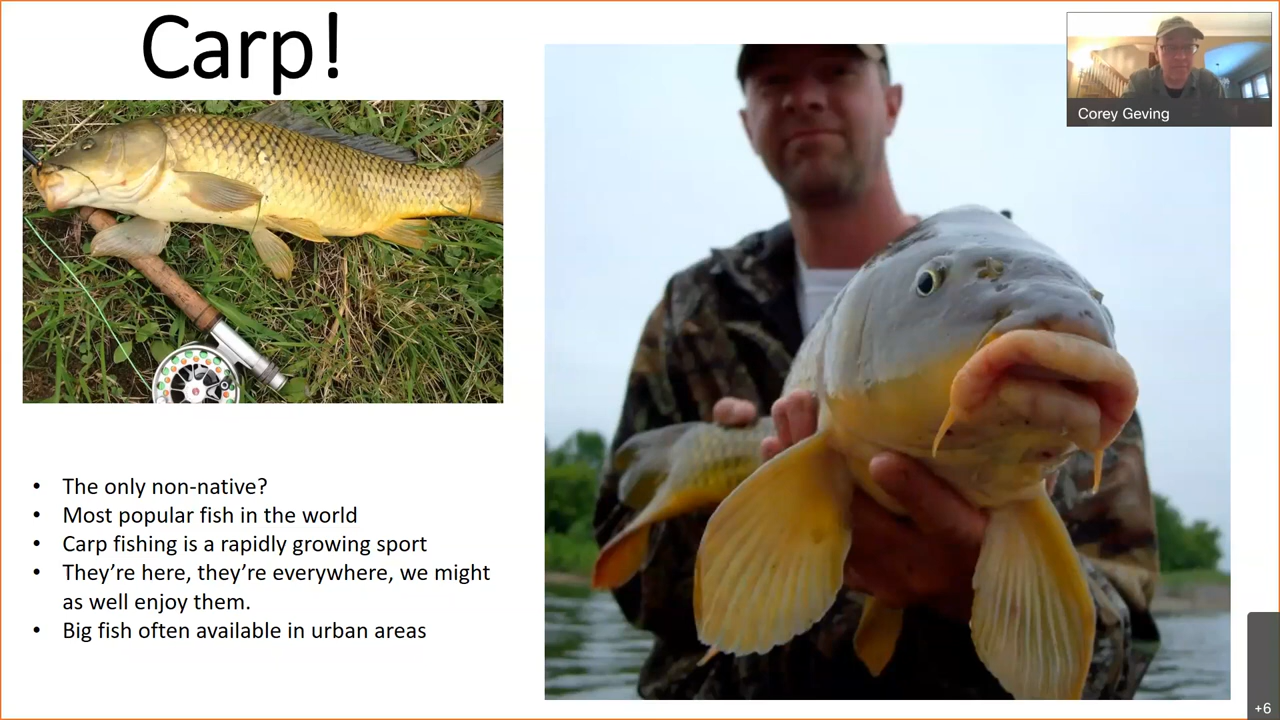 Carp!
Corey Geving
• The only non-native?
• Most popular fish in the world
• Carp fishing is a rapidly growing sport
• They’re here, they’re everywhere, we might
as well enjoy them.
• Big fish often available in urban areas
+6